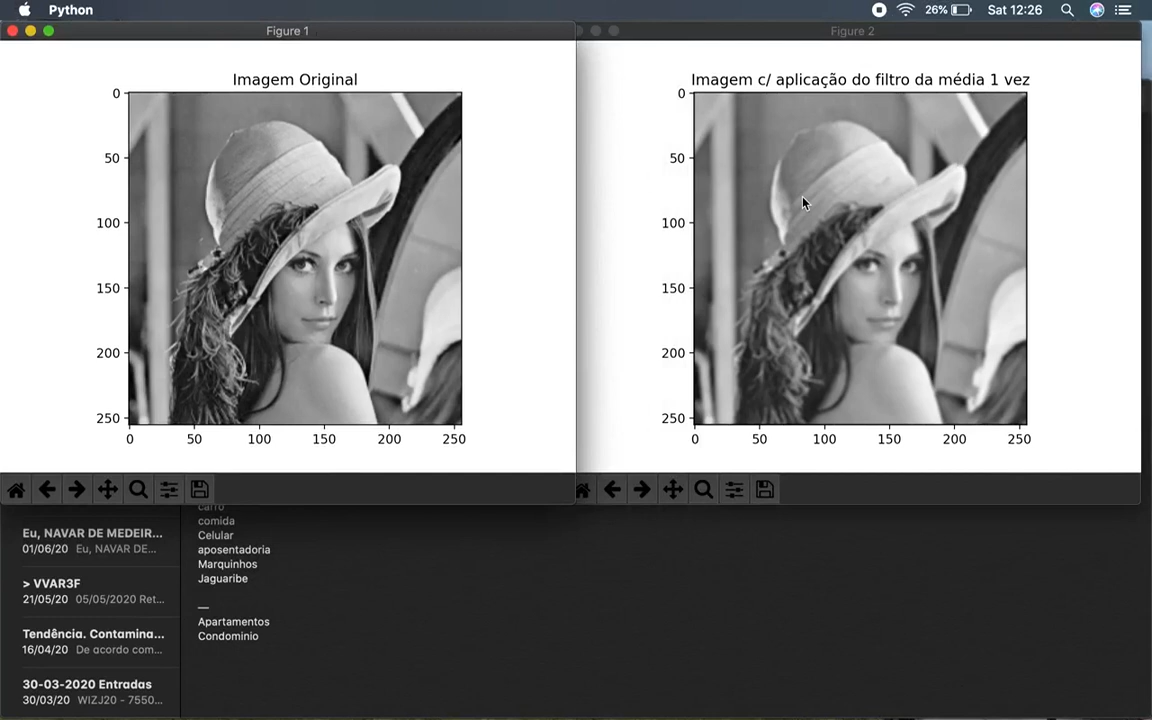 Python
26%
Sat 12:26
Figure 1
Figure 2
Imagem Original
0
50
100
150
200
250
0
50
100
150
200
250
Imagem c/ aplicação do filtro da média 1 vez
0
50
100
150
200
250
0
50
100
150
200
250
Eu, NAVAR DE MEDEIR...
01/06/20 Eu, NAVAR DE...
> VVAR3F
21/05/20 05/05/2020 Ret...
Tendência. Contamina...
16/04/20 De acordo com...
30-03-2020 Entradas
30/03/20 WIZJ20 - 7550...
carro
comida
Celular
aposentadoria
Marquinhos
Jaguaribe
—
Apartamentos
Condominio